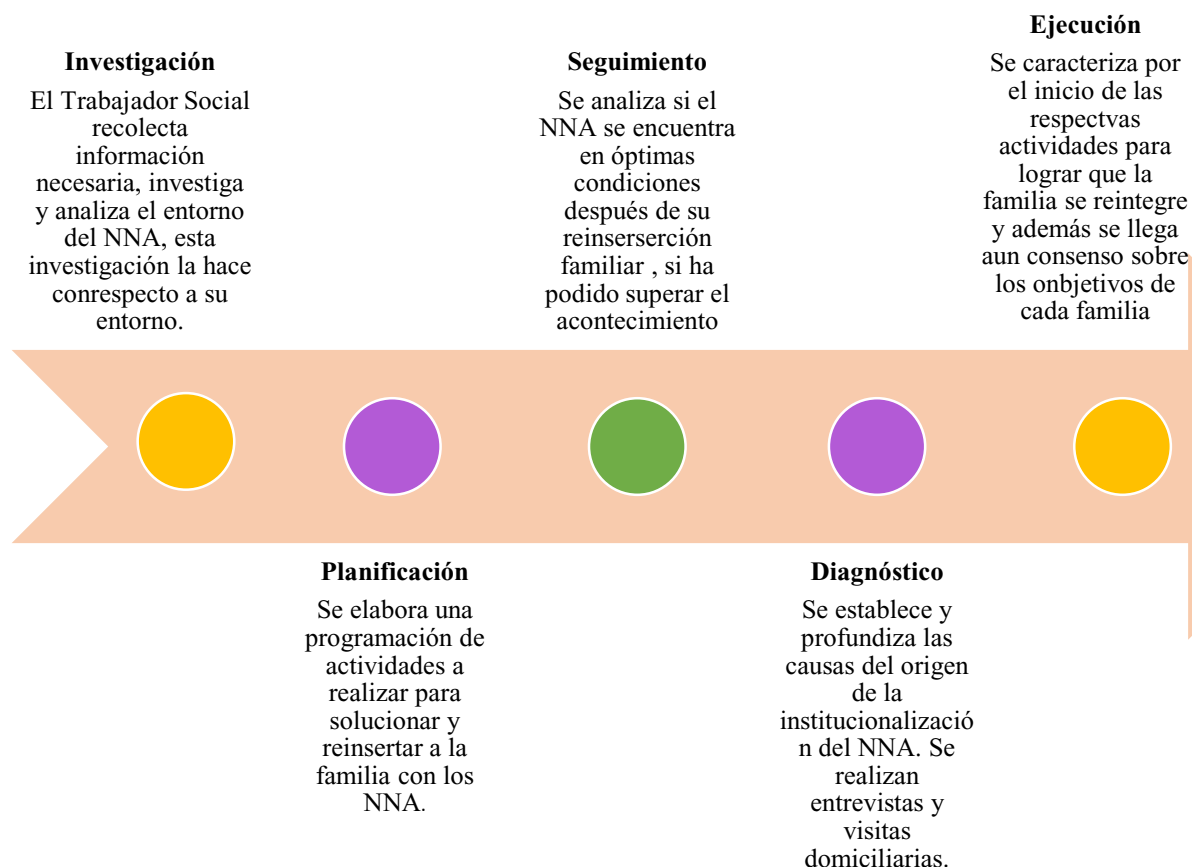 Investigación
El Trabajador Social
recolecta
información
necesaria, investiga
y analiza el entorno
del NNA, esta
investigación la hace
conrespecto a su
entorno.
Planificación
Se elabora una
programación de
actividades a
realizar para
solucionar y
reinsertar a la
familia con los
NNA.
Seguimiento
Se analiza si el
NNA se encuentra
en óptimas
condiciones
después de su
reinserserción
familiar , si ha
podido superar el
acontecimiento
Diagnóstico
Se establece y
profundiza las
causas del origen
de la
institucionalizació
n del NNA. Se
realizan
entrevistas y
visitas
domiciliarias.
Ejecución
Se caracteriza por
el inicio de las
respectvas
actividades para
lograr que la
familia se reintegre
y además se llega
aun consenso sobre
los onbjetivos de
cada familia